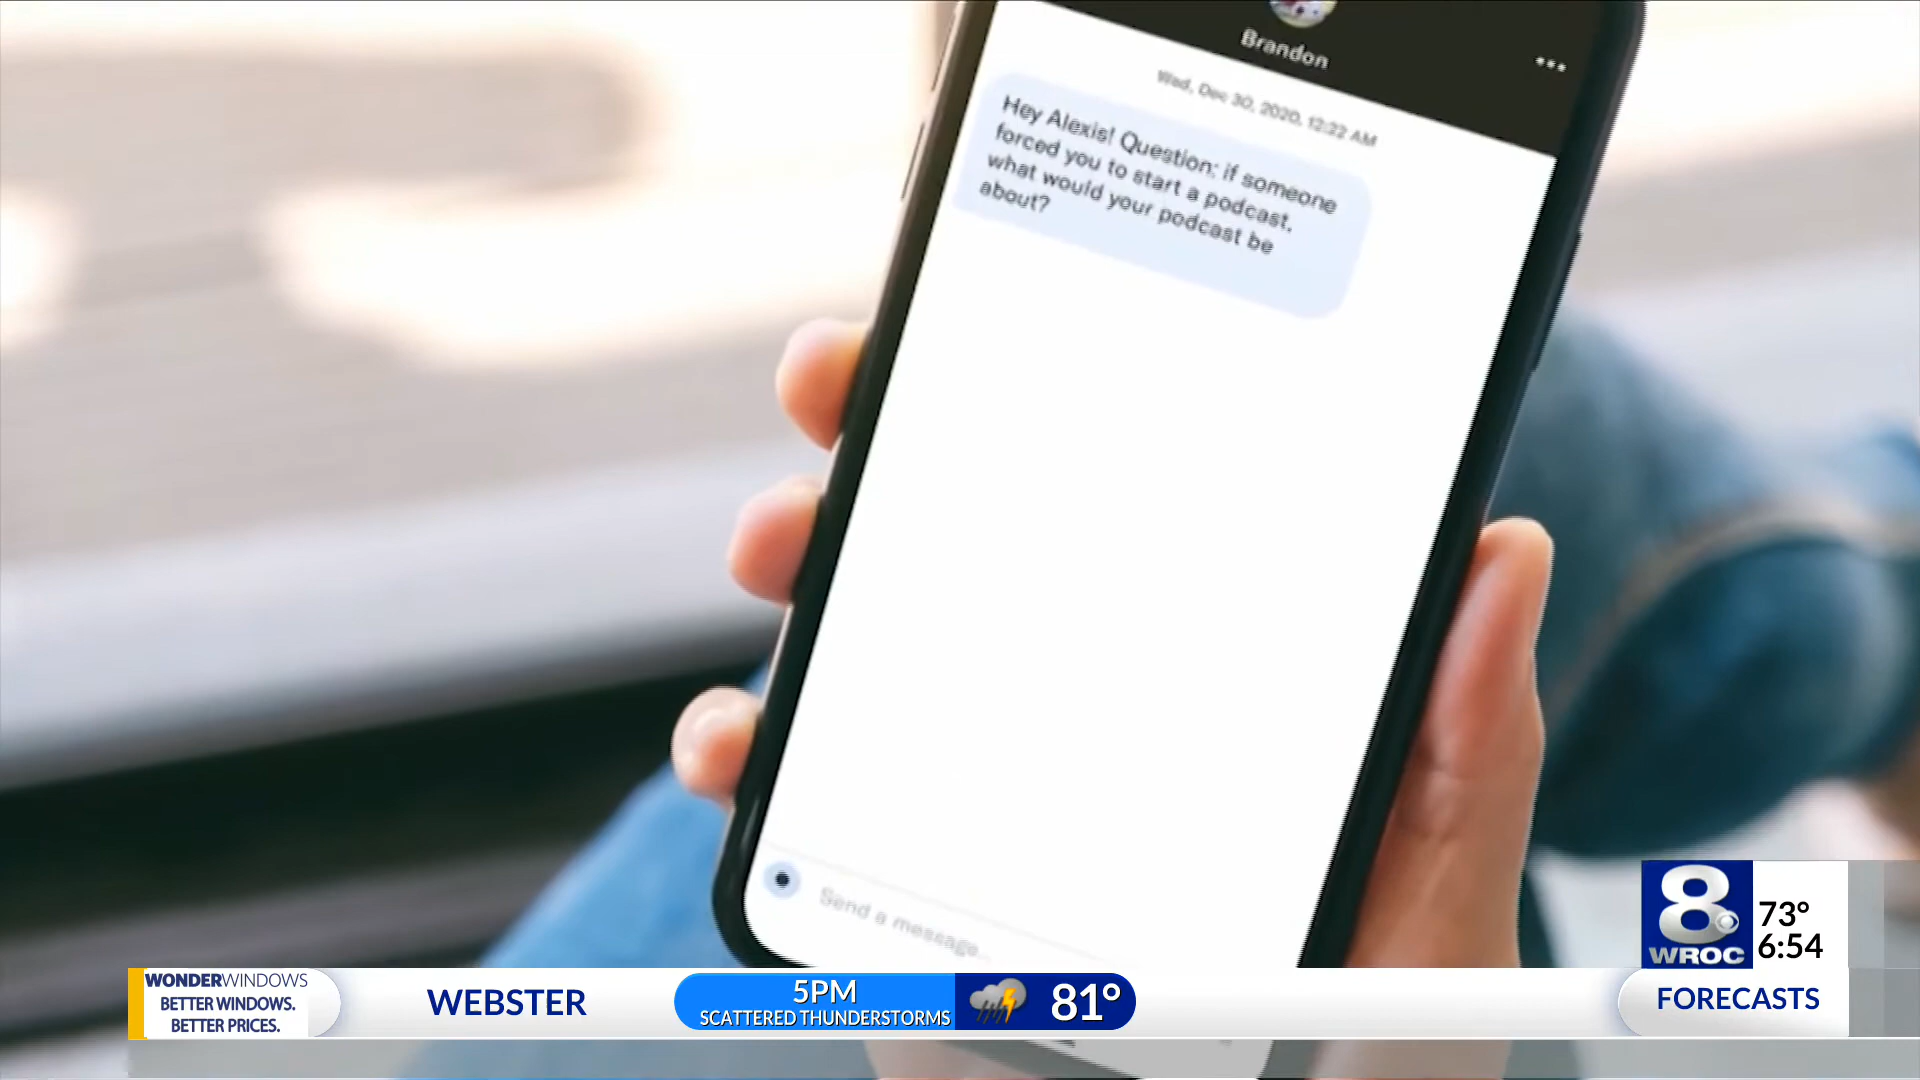 Brandon
Wed, Dec 30, 2020, 12:22 AM
Hey Alexis! Question: if someone
forced you to start a podcast,
what would your podcast be
about?
Send a message
8
WROC
73°
6:54
WONDERWINDOWS
BETTER WINDOWS.
BETTER PRICES.
WEBSTER
5PM
SCATTERED THUNDERSTORMS
81°
FORECASTS